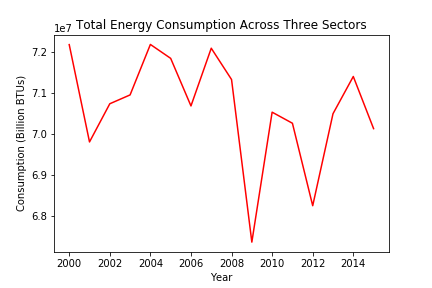 1e7
Total Energy Consumption Across Three Sectors
7.2
7.1
7.0
6.9
6.8
Consumption (Billion BTUs)
2000 2002 2004 2006 2008 2010 2012 2014
Year